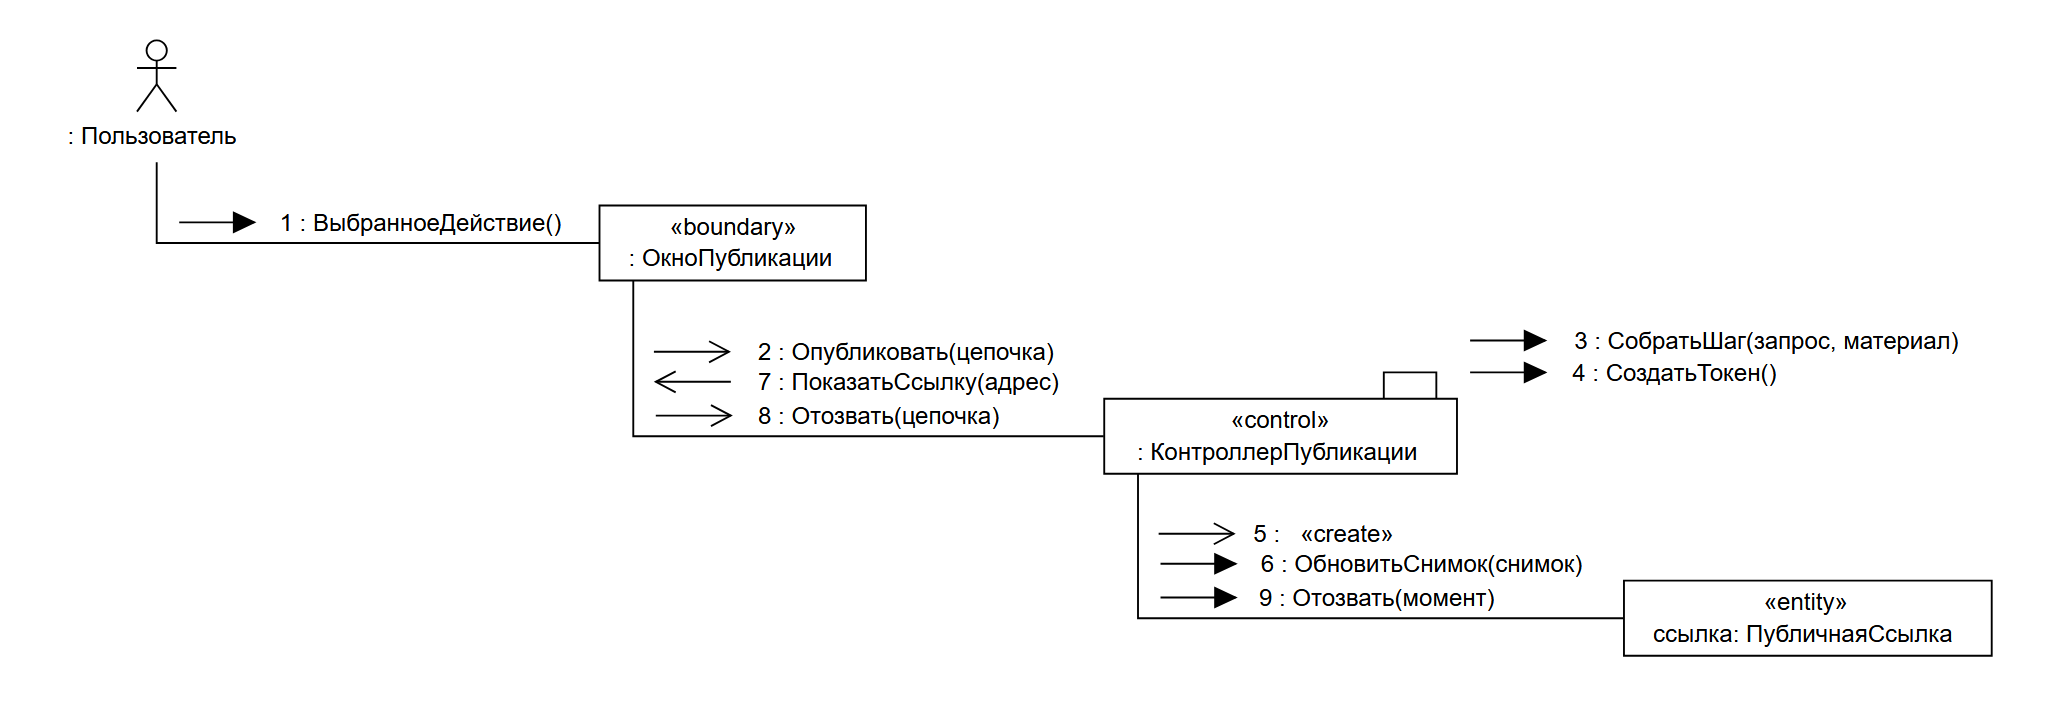 : Пользователь
1 : ВыбранноеДействие()
«boundary»
: ОкноПубликации
2 : Опубликовать(цепочка)
7 : ПоказатьСсылку(адрес)
8 : Отозвать(цепочка)
3 : СобратьШаг(запрос, материал)
4 : СоздатьТокен()
«control»
: КонтроллерПубликации
5 : «create»
6 : ОбновитьСнимок(снимок)
9 : Отозвать(момент)
«entity»
ссылка: ПубличнаяСсылка